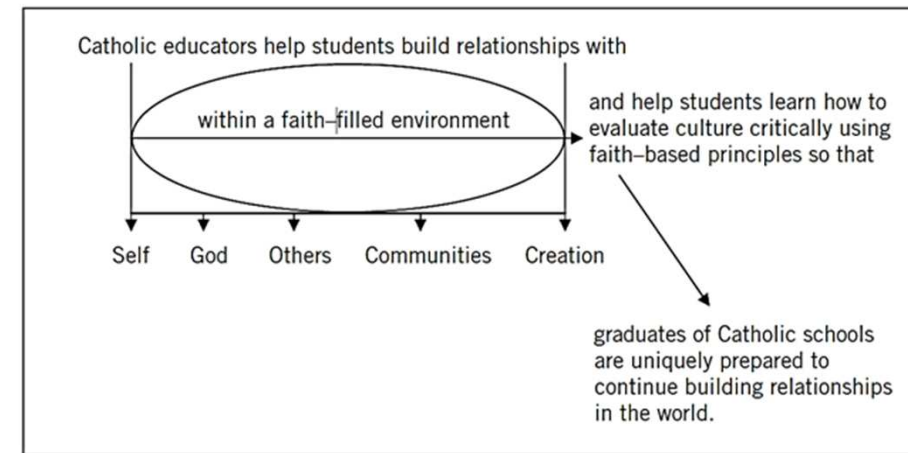 Catholic educators help students build relationships with
within a faith–filled environment
and help students learn how to
evaluate culture critically using
faith–based principles so that
Self God Others Communities Creation
graduates of Catholic schools
are uniquely prepared to
continue building relationships
in the world.